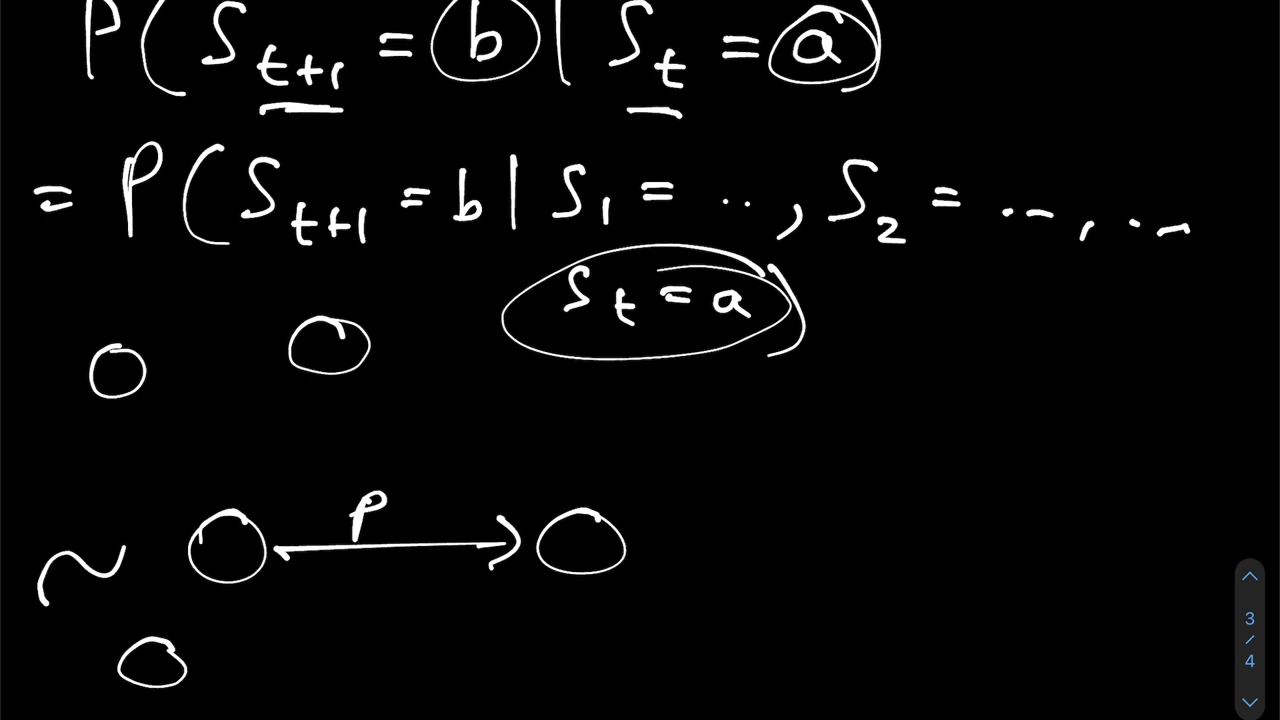 P(S_{t+1} = b | S_t = a)
= P(S_{t+1} = b | S_1 = .., S_2 = ..., ...
S_t = a)
P
~
3
/
4